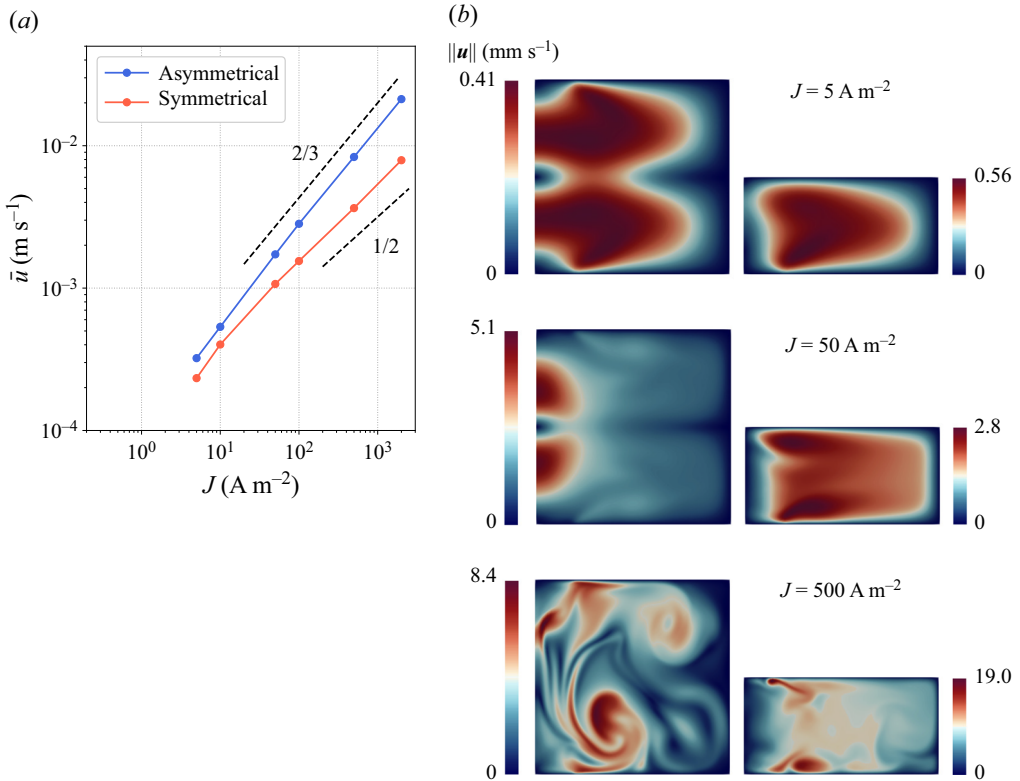 (a)
10⁻²
10⁻³
10⁻⁴
ū (m s⁻¹)
Asymmetrical
Symmetrical
2/3
1/2
10⁰ 10¹ 10² 10³
J (A m⁻²)
(b)
||u|| (mm s⁻¹)
0.41
0
J = 5 A m⁻²
0.56
0
5.1
0
J = 50 A m⁻²
2.8
0
8.4
0
J = 500 A m⁻²
19.0
0